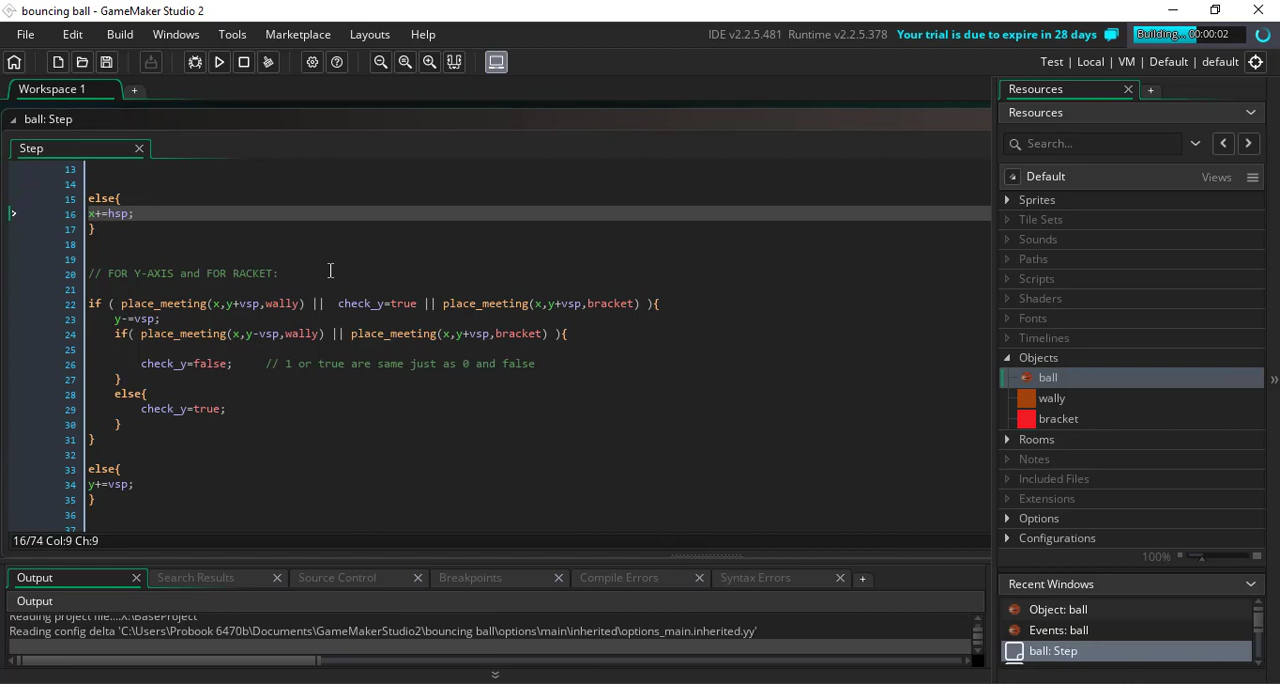 bouncing ball - GameMaker Studio 2
File Edit Build Windows Tools Marketplace Layouts Help
IDE v2.2.5.481 Runtime v2.2.5.378 Your trial is due to expire in 28 days Building... 00:00:02
Test | Local | VM | Default | default
Workspace 1 +
ball: Step
Step
13
14
15 else{
16 x+=hsp;
17 }
18
19
20 // FOR Y-AXIS and FOR RACKET:
21
22 if ( place_meeting(x,y+vsp,wally) || check_y=true || place_meeting(x,y+vsp,bracket) ){
23 y-=vsp;
24 if( place_meeting(x,y-vsp,wally) || place_meeting(x,y+vsp,bracket) ){
25
26 check_y=false; // 1 or true are same just as 0 and false
27 }
28 else{
29 check_y=true;
30 }
31 }
32
33 else{
34 y+=vsp;
35 }
36
37
16/74 Col:9 Ch:9
Output Search Results Source Control Breakpoints Compile Errors Syntax Errors +
Output
Reading project file....X:\BaseProject
Reading config delta 'C:\Users\Probook 6470b\Documents\GameMakerStudio2\bouncing ball\options\main\inherited\options_main.inherited.yy'
Resources +
Resources
Search...
Default Views
Sprites
Tile Sets
Sounds
Paths
Scripts
Shaders
Fonts
Timelines
Objects
ball
wally
bracket
Rooms
Notes
Included Files
Extensions
Options
Configurations
100%
Recent Windows
Object: ball
Events: ball
ball: Step